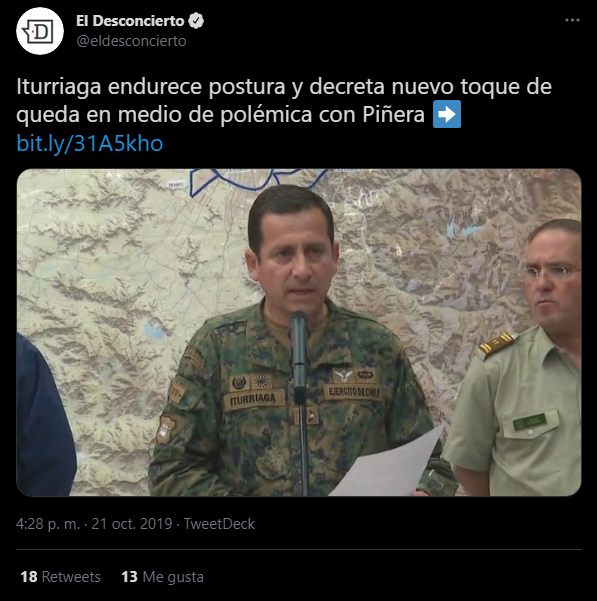 El Desconcierto
@eldesconcierto
Iturriaga endurece postura y decreta nuevo toque de
queda en medio de polémica con Piñera ➡
bit.ly/31A5kho
ITURRIAGA
EJERCITO DE CHILE
4:28 p. m. · 21 oct. 2019 · TweetDeck
18 Retweets 13 Me gusta